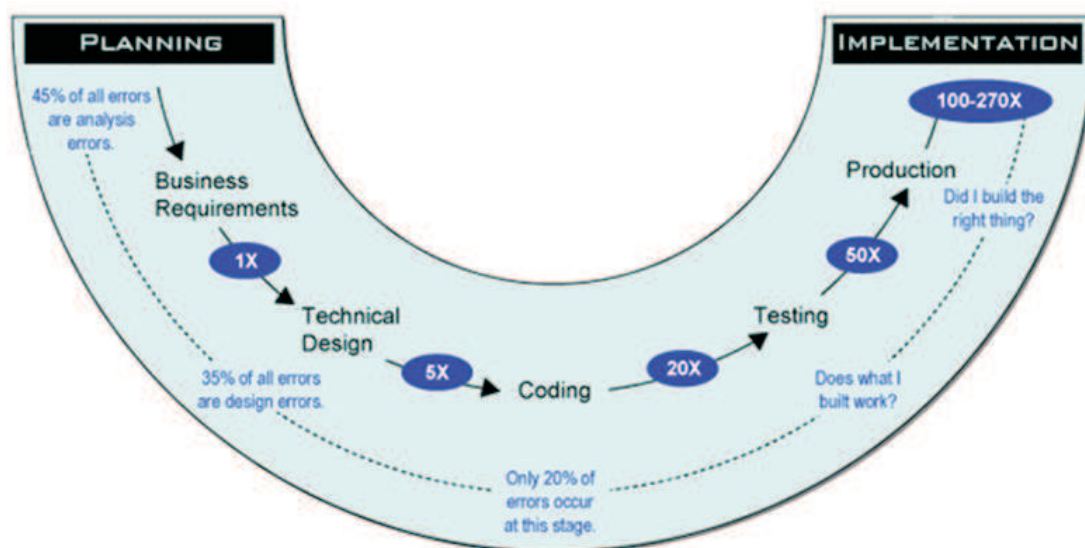 PLANNING
IMPLEMENTATION
45% of all errors
are analysis
errors.
100-270X
Business
Requirements
Production
Did I build the
right thing?
1X
50X
Technical
Design
Testing
35% of all errors
are design errors.
5X
Coding
20X
Does what I
built work?
Only 20% of
errors occur
at this stage.